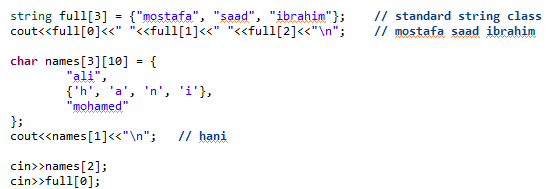 string full[3] = {"mostafa", "saad", "ibrahim"};    // standard string class
cout<<full[0]<<" "<<full[1]<<" "<<full[2]<<"\n";    // mostafa saad ibrahim
char names[3][10] = {
        "ali",
        {'h', 'a', 'n', 'i'},
        "mohamed"
};
cout<<names[1]<<"\n";   // hani
cin>>names[2];
cin>>full[0];